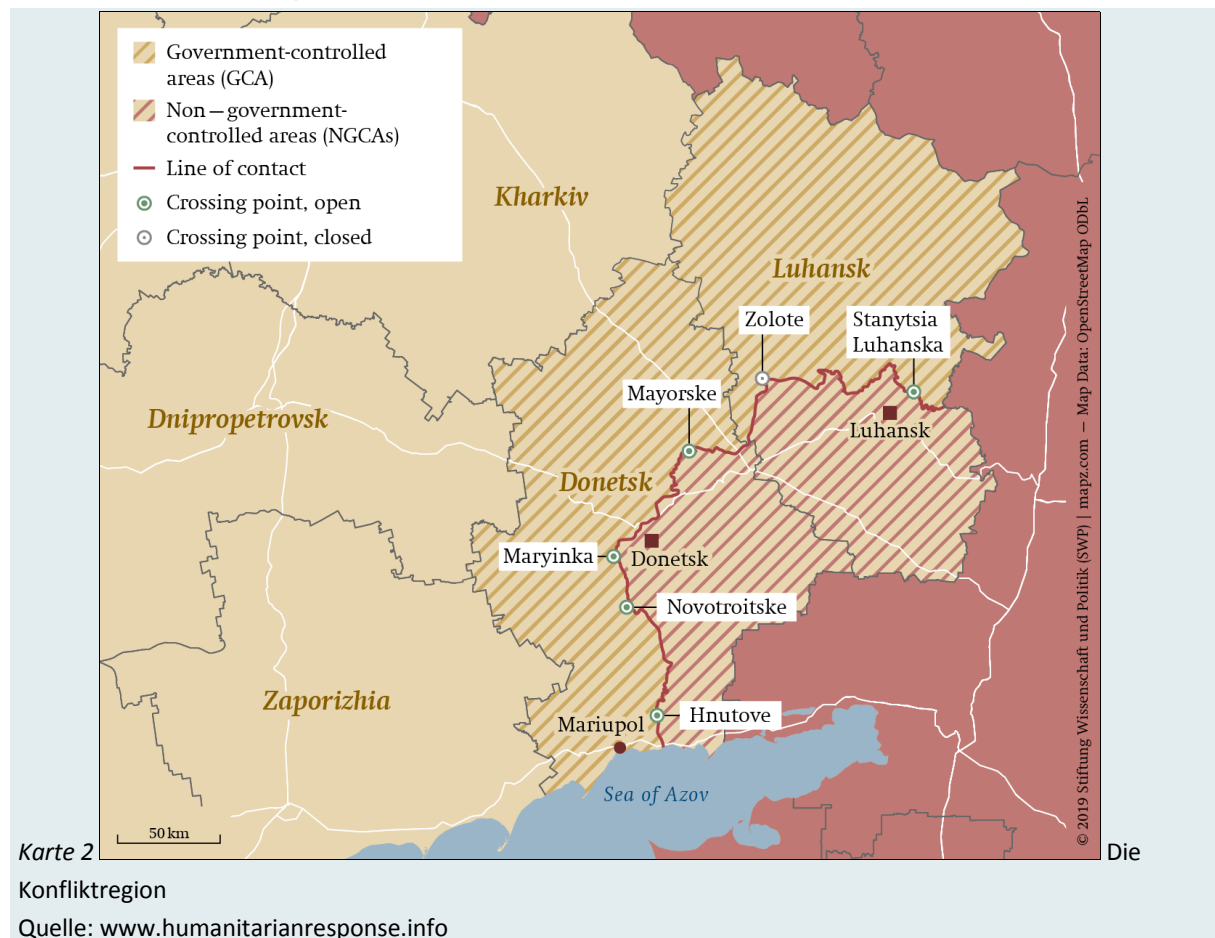 Government-controlled
areas (GCA)
Non – government-
controlled areas (NGCAs)
Line of contact
Crossing point, open
Crossing point, closed
Kharkiv
Luhansk
Zolote
Stanytsia
Luhanska
Mayorske
Dnipropetrovsk
Luhansk
Donetsk
Maryinka
Donetsk
Novotroitske
Zaporizhia
Hnutove
Mariupol
Sea of Azov
50 km
© 2019 Stiftung Wissenschaft und Politik (SWP) | mapz.com – Map Data: OpenStreetMap ODbL
Karte 2 Die
Konfliktregion
Quelle: www.humanitarianresponse.info